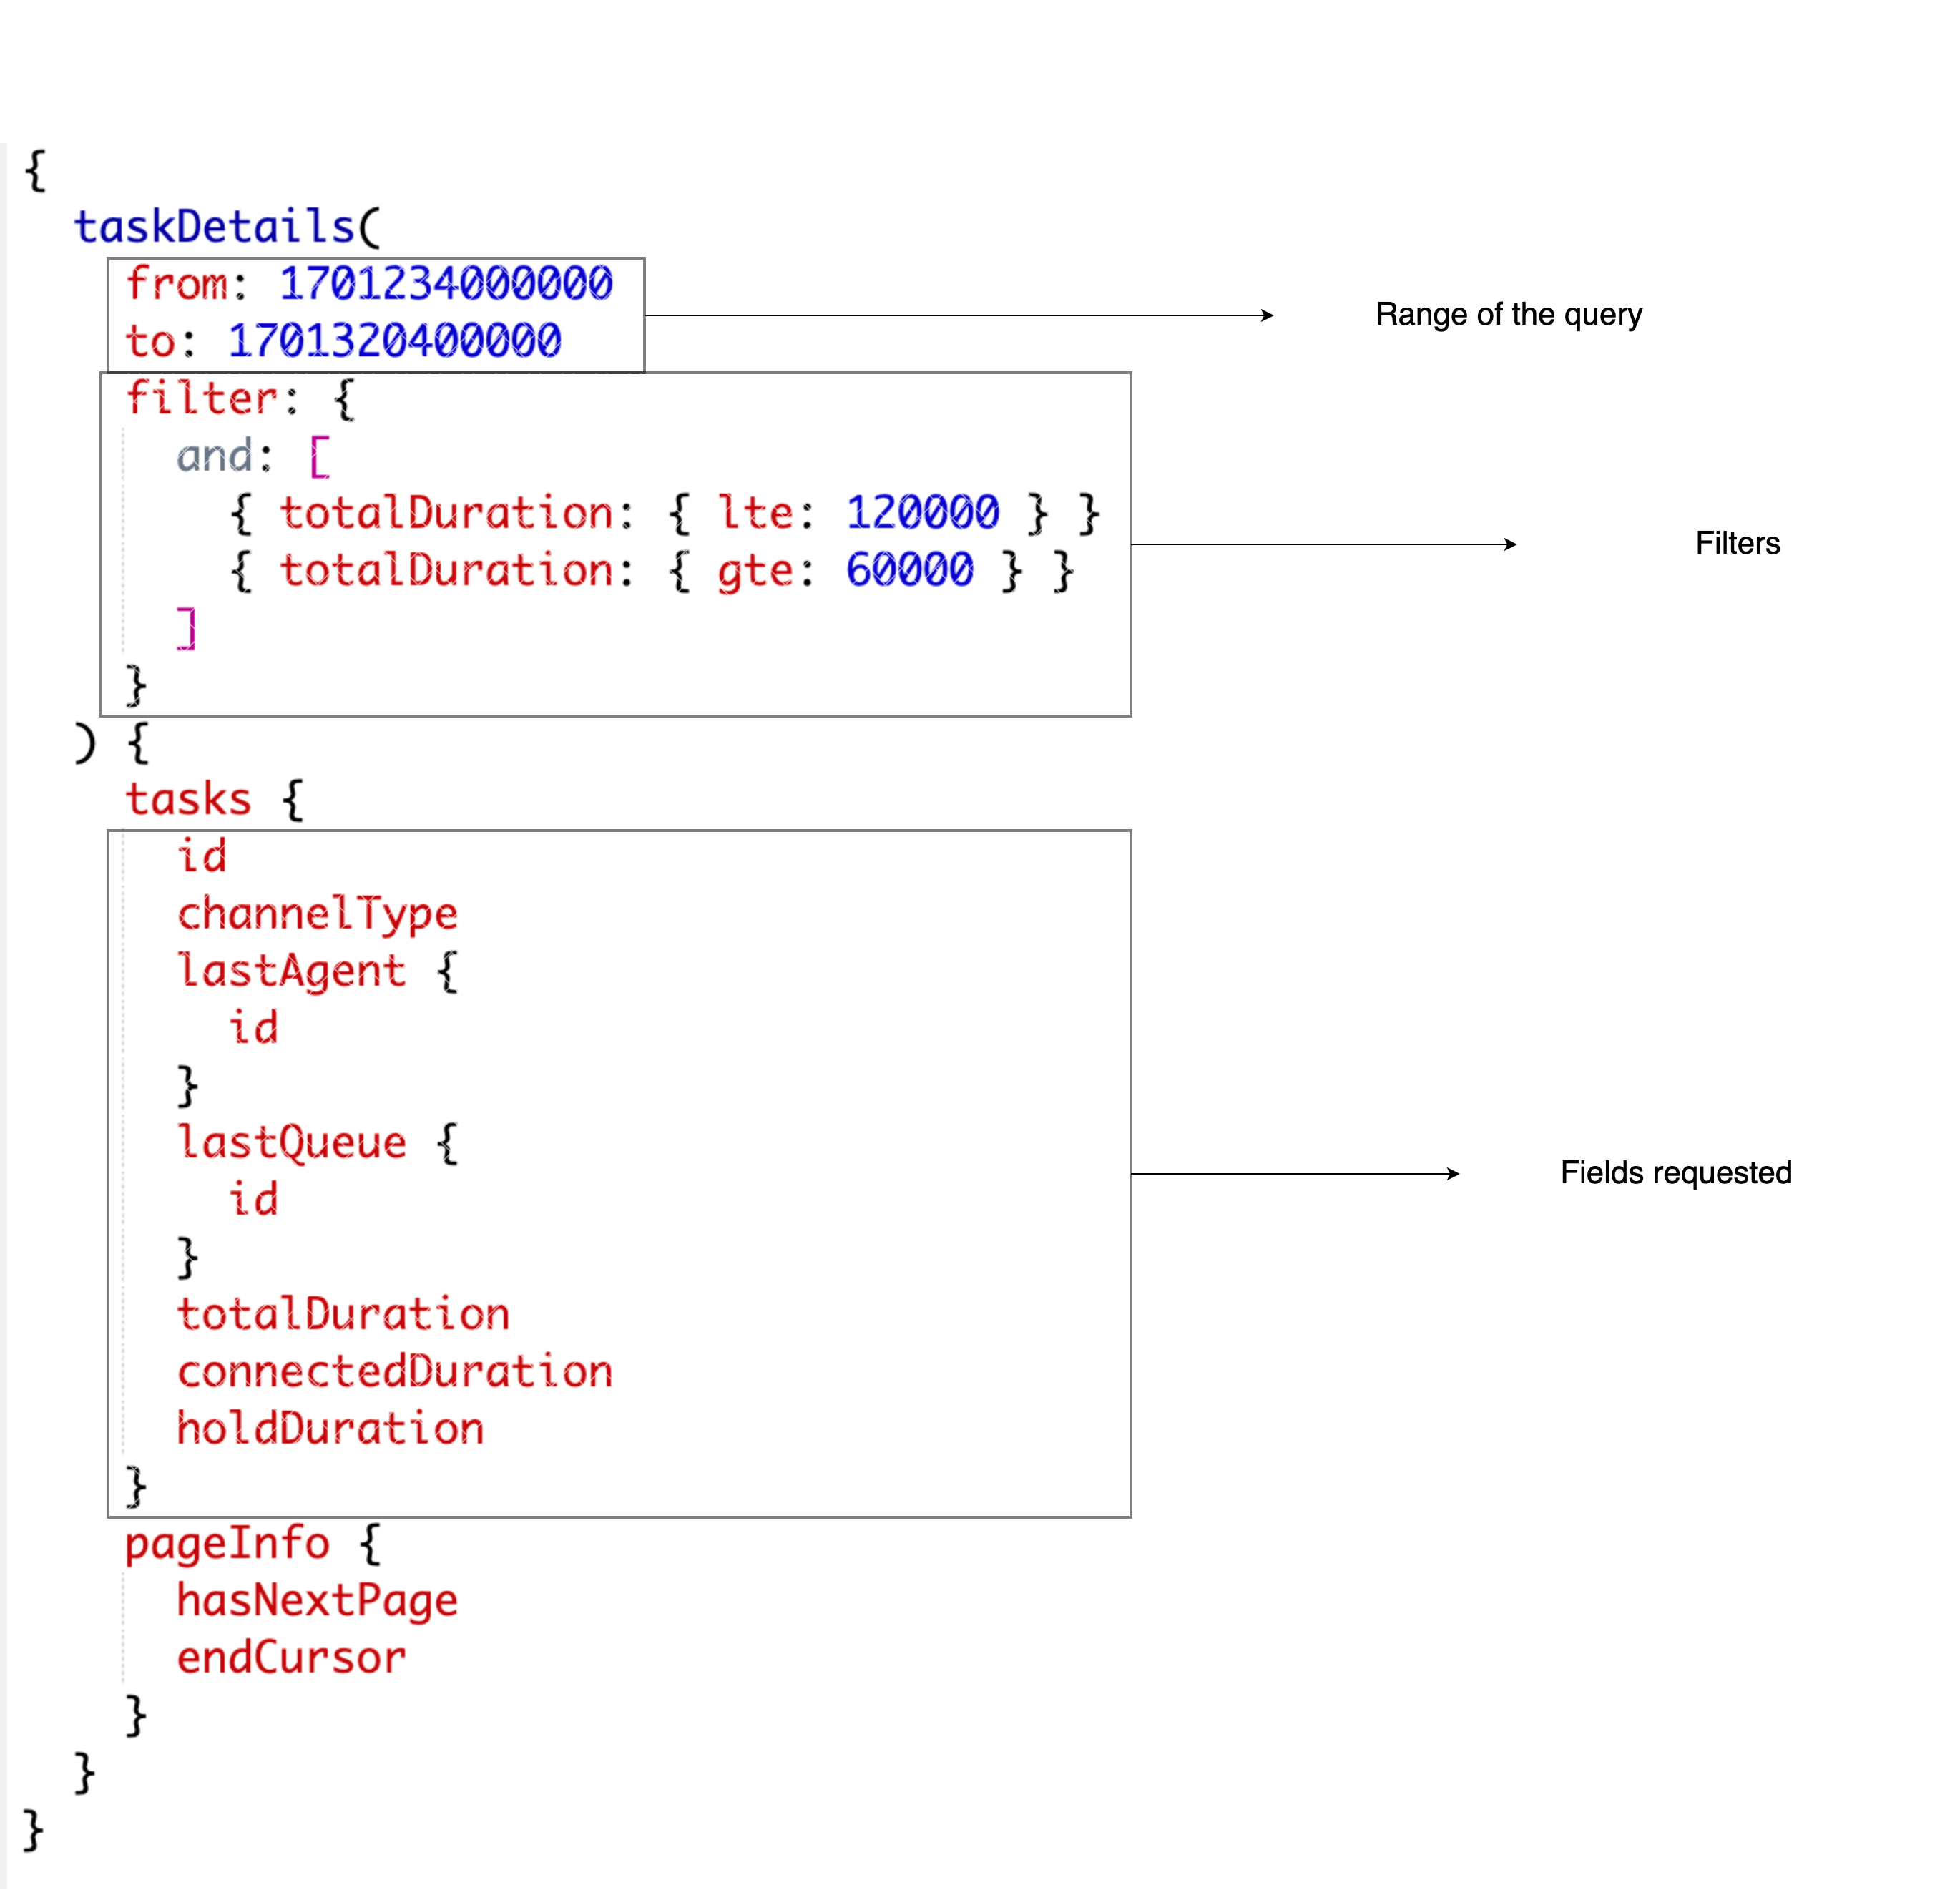 {
taskDetails(
from: 1701234000000
to: 1701320400000
Range of the query
filter: {
and: [
{ totalDuration: { lte: 120000 } }
Filters
{ totalDuration: { gte: 60000 } }
]
}
) {
tasks {
id
channelType
lastAgent {
id
}
lastQueue {
Fields requested
id
}
totalDuration
connectedDuration
holdDuration
}
pageInfo {
hasNextPage
endCursor
}
}
}